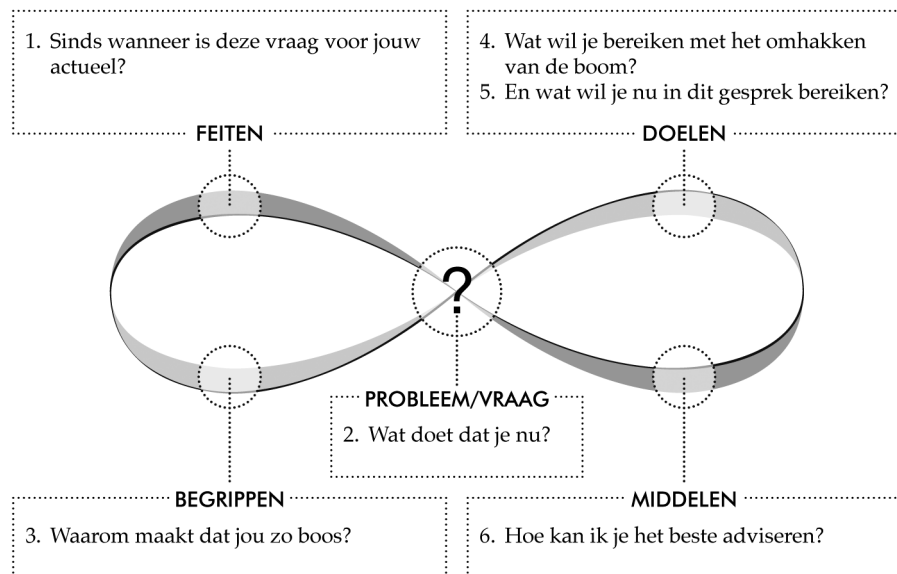 1. Sinds wanneer is deze vraag voor jouw
actueel?
FEITEN
4. Wat wil je bereiken met het omhakken
van de boom?
5. En wat wil je nu in dit gesprek bereiken?
DOELEN
?
PROBLEEM/VRAAG
2. Wat doet dat je nu?
BEGRIPPEN
3. Waarom maakt dat jou zo boos?
MIDDELEN
6. Hoe kan ik je het beste adviseren?